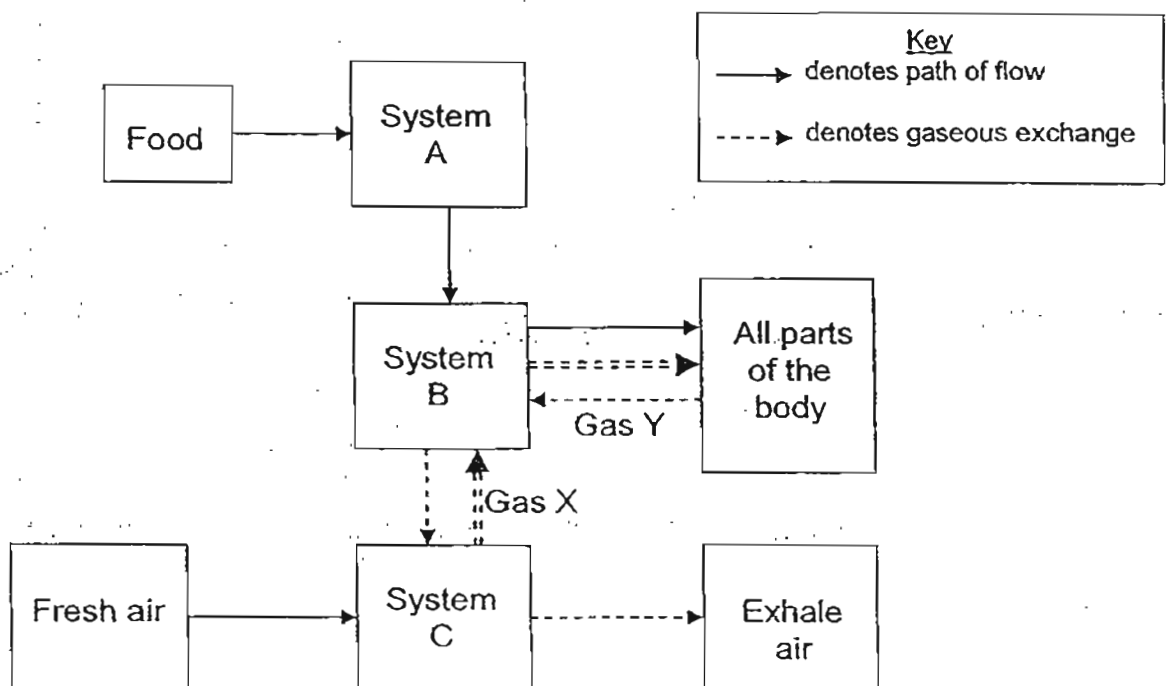 Key
denotes path of flow
denotes gaseous exchange
Food
System
A
System
B
All parts
of the
body
Gas Y
Gas X
Fresh air
System
C
Exhale
air